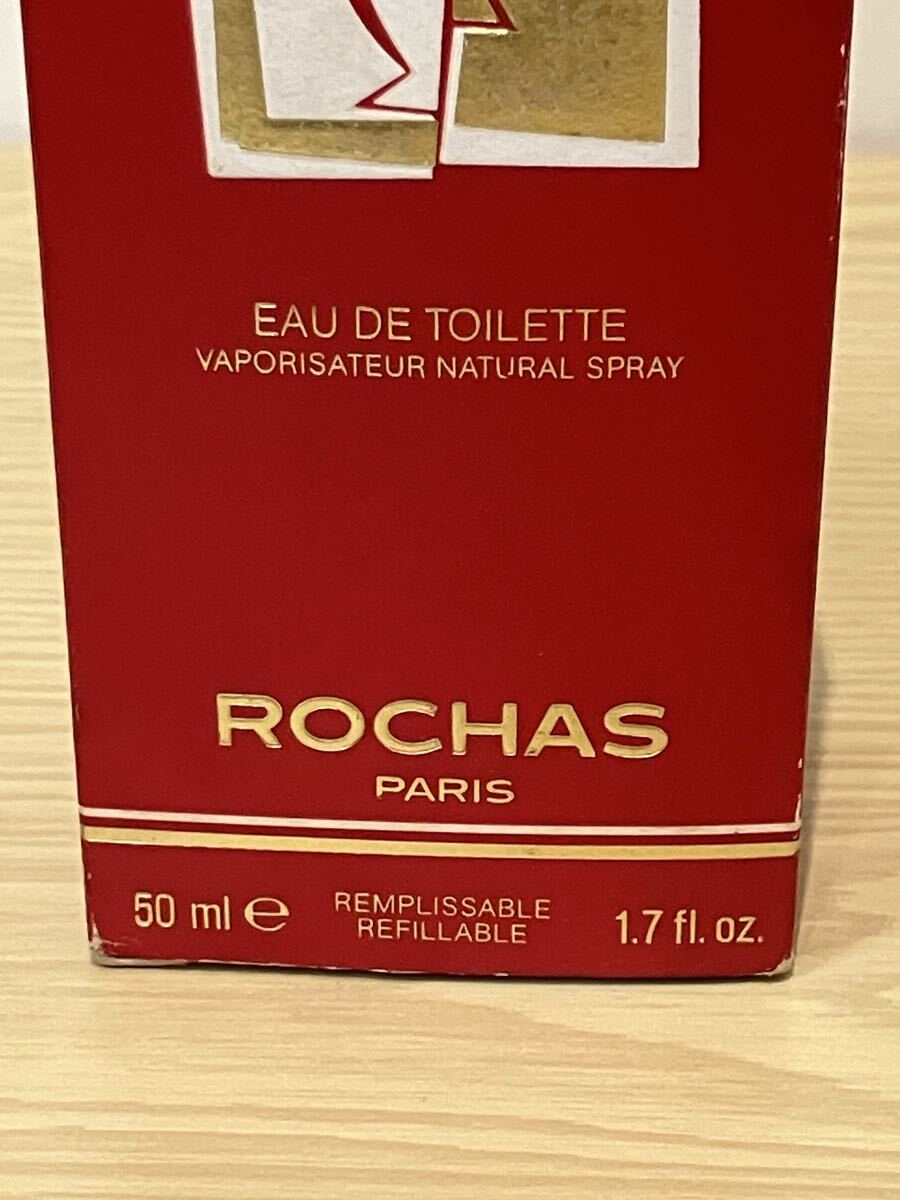 EAU DE TOILETTE
VAPORISATEUR NATURAL SPRAY
ROCHAS
PARIS
50 ml ℮ REMPLISSABLE 1.7 fl. oz.
REFILLABLE